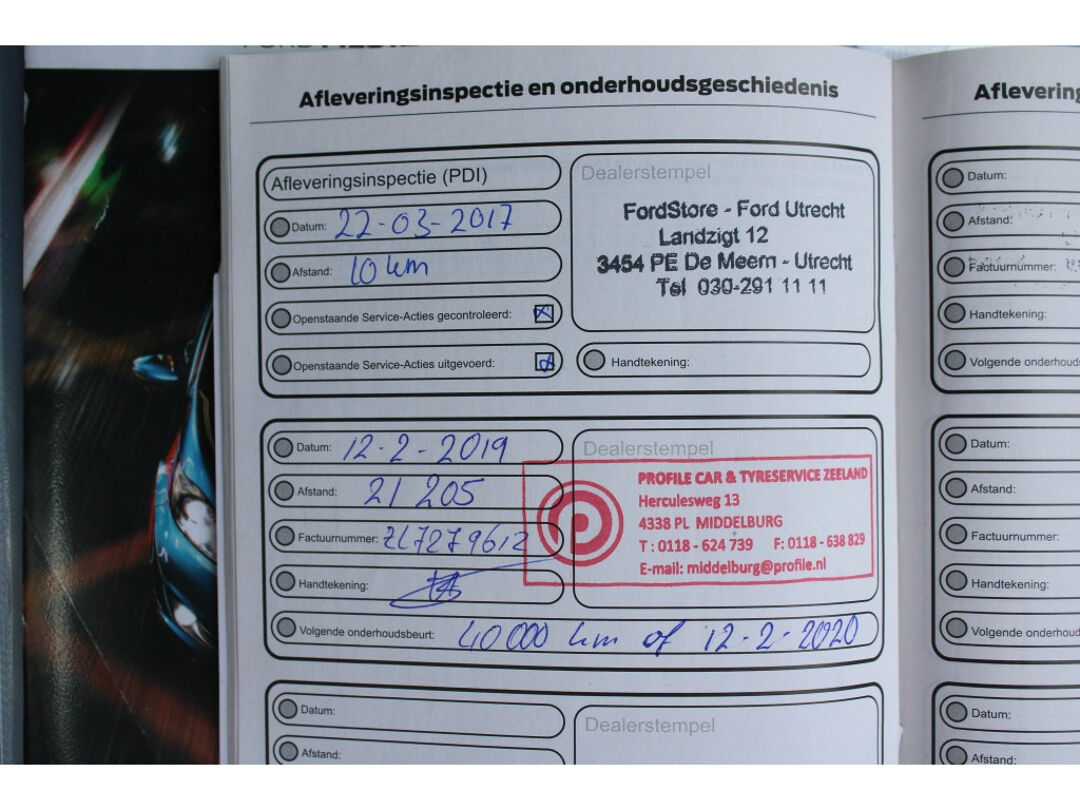 Afleveringsinspectie en onderhoudsgeschiedenis
Afleveringsinspectie (PDI)
Datum: 22-03-2017
Afstand: 10 km
Openstaande Service-Acties gecontroleerd:
Openstaande Service-Acties uitgevoerd:
Dealerstempel
FordStore - Ford Utrecht
Landzigt 12
3454 PE De Meern - Utrecht
Tel 030-291 11 11
Handtekening:
Datum: 12-2-2019
Afstand: 21 205
Factuurnummer: ZL7279612
Handtekening:
Volgende onderhoudsbeurt: 40 000 km of 12-2-2020
Dealerstempel
PROFILE CAR & TYRESERVICE ZEELAND
Herculesweg 13
4338 PL MIDDELBURG
T : 0118 - 624 739 F: 0118 - 638 829
E-mail: middelburg@profile.nl
Datum:
Afstand:
Dealerstempel
Aflevering
Datum:
Afstand:
Factuurnummer:
Handtekening:
Volgende onderhouds
Datum:
Afstand:
Factuurnummer:
Handtekening:
Volgende onderhoud
Datum:
Afstand: